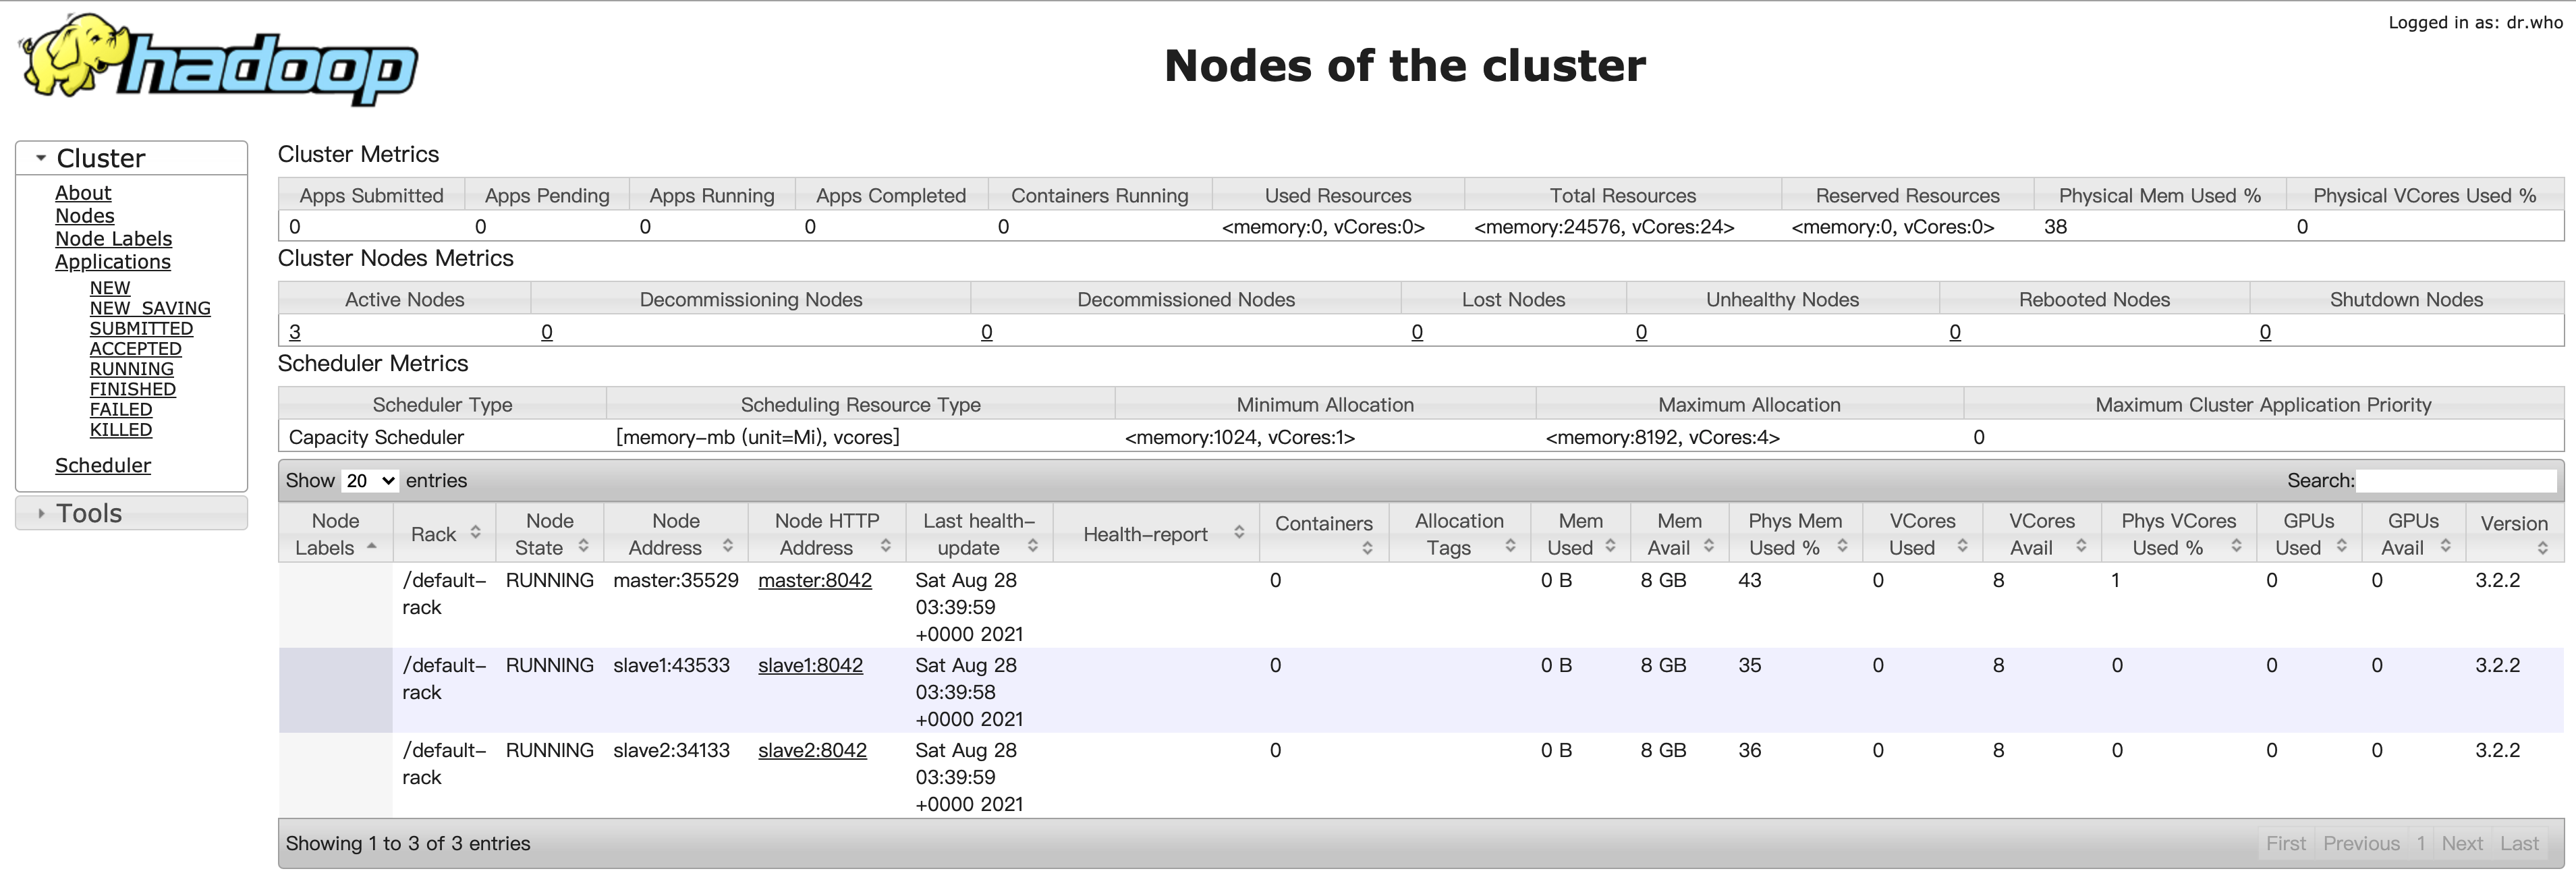 hadoop
Logged in as: dr.who
Nodes of the cluster
Cluster
About
Nodes
Node Labels
Applications
NEW
NEW_SAVING
SUBMITTED
ACCEPTED
RUNNING
FINISHED
FAILED
KILLED
Scheduler
Tools
Cluster Metrics
Apps Submitted Apps Pending Apps Running Apps Completed Containers Running Used Resources Total Resources Reserved Resources Physical Mem Used % Physical VCores Used %
0 0 0 0 0 <memory:0, vCores:0> <memory:24576, vCores:24> <memory:0, vCores:0> 38 0
Cluster Nodes Metrics
Active Nodes Decommissioning Nodes Decommissioned Nodes Lost Nodes Unhealthy Nodes Rebooted Nodes Shutdown Nodes
3 0 0 0 0 0 0
Scheduler Metrics
Scheduler Type Scheduling Resource Type Minimum Allocation Maximum Allocation Maximum Cluster Application Priority
Capacity Scheduler [memory-mb (unit=Mi), vcores] <memory:1024, vCores:1> <memory:8192, vCores:4> 0
Show 20 entries Search:
Node Labels Rack Node State Node Address Node HTTP Address Last health-update Health-report Containers Allocation Tags Mem Used Mem Avail Phys Mem Used % VCores Used VCores Avail Phys VCores Used % GPUs Used GPUs Avail Version
/default-rack RUNNING master:35529 master:8042 Sat Aug 28 03:39:59 +0000 2021 0 0 B 8 GB 43 0 8 1 0 0 3.2.2
/default-rack RUNNING slave1:43533 slave1:8042 Sat Aug 28 03:39:58 +0000 2021 0 0 B 8 GB 35 0 8 0 0 0 3.2.2
/default-rack RUNNING slave2:34133 slave2:8042 Sat Aug 28 03:39:59 +0000 2021 0 0 B 8 GB 36 0 8 0 0 0 3.2.2
Showing 1 to 3 of 3 entries First Previous 1 Next Last